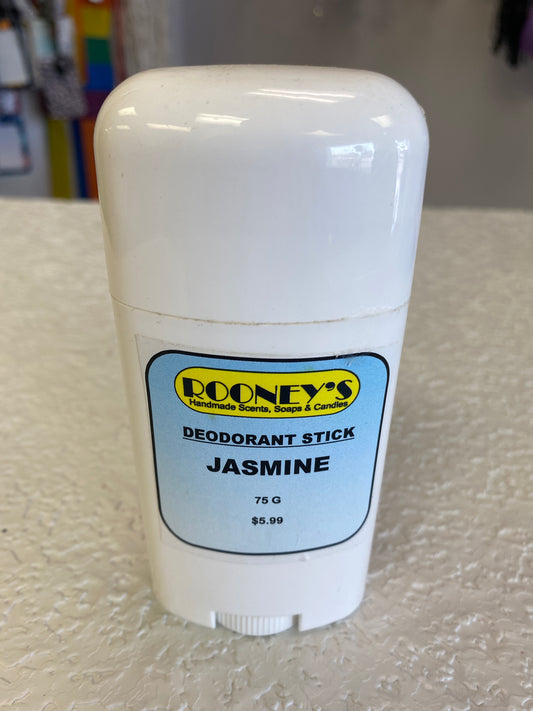 ROONEY'S
Handmade Scents, Soaps & Candles
DEODORANT STICK
JASMINE
75 G
$5.99